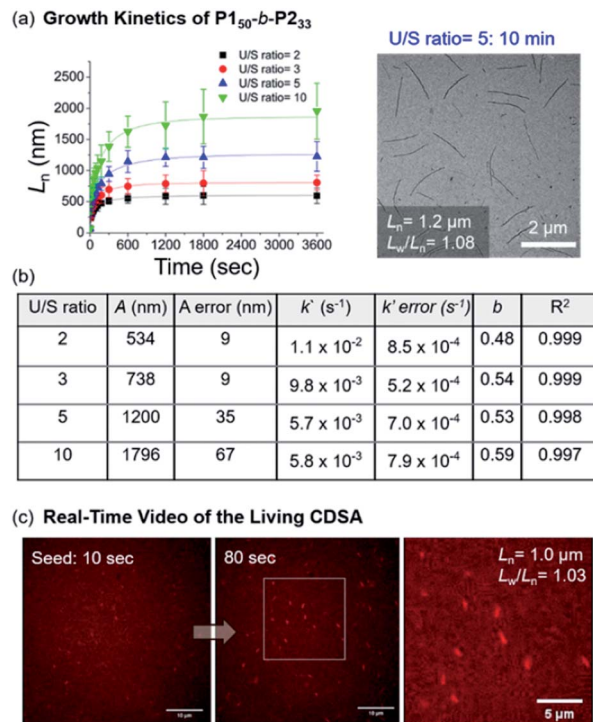 (a) Growth Kinetics of P1₅₀-b-P2₃₃
U/S ratio= 2
U/S ratio= 3
U/S ratio= 5
U/S ratio= 10
2500
2000
1500
1000
500
0
Lₙ (nm)
0 600 1200 1800 2400 3000 3600
Time (sec)
U/S ratio= 5: 10 min
Lₙ = 1.2 µm
L_w/Lₙ = 1.08
2 µm
(b)
U/S ratio A (nm) A error (nm) k` (s⁻¹) k' error (s⁻¹) b R²
2 534 9 1.1 x 10⁻² 8.5 x 10⁻⁴ 0.48 0.999
3 738 9 9.8 x 10⁻³ 5.2 x 10⁻⁴ 0.54 0.999
5 1200 35 5.7 x 10⁻³ 7.0 x 10⁻⁴ 0.53 0.998
10 1796 67 5.8 x 10⁻³ 7.9 x 10⁻⁴ 0.59 0.997
(c) Real-Time Video of the Living CDSA
Seed: 10 sec
10 µm
80 sec
10 µm
Lₙ = 1.0 µm
L_w/Lₙ= 1.03
5 µm